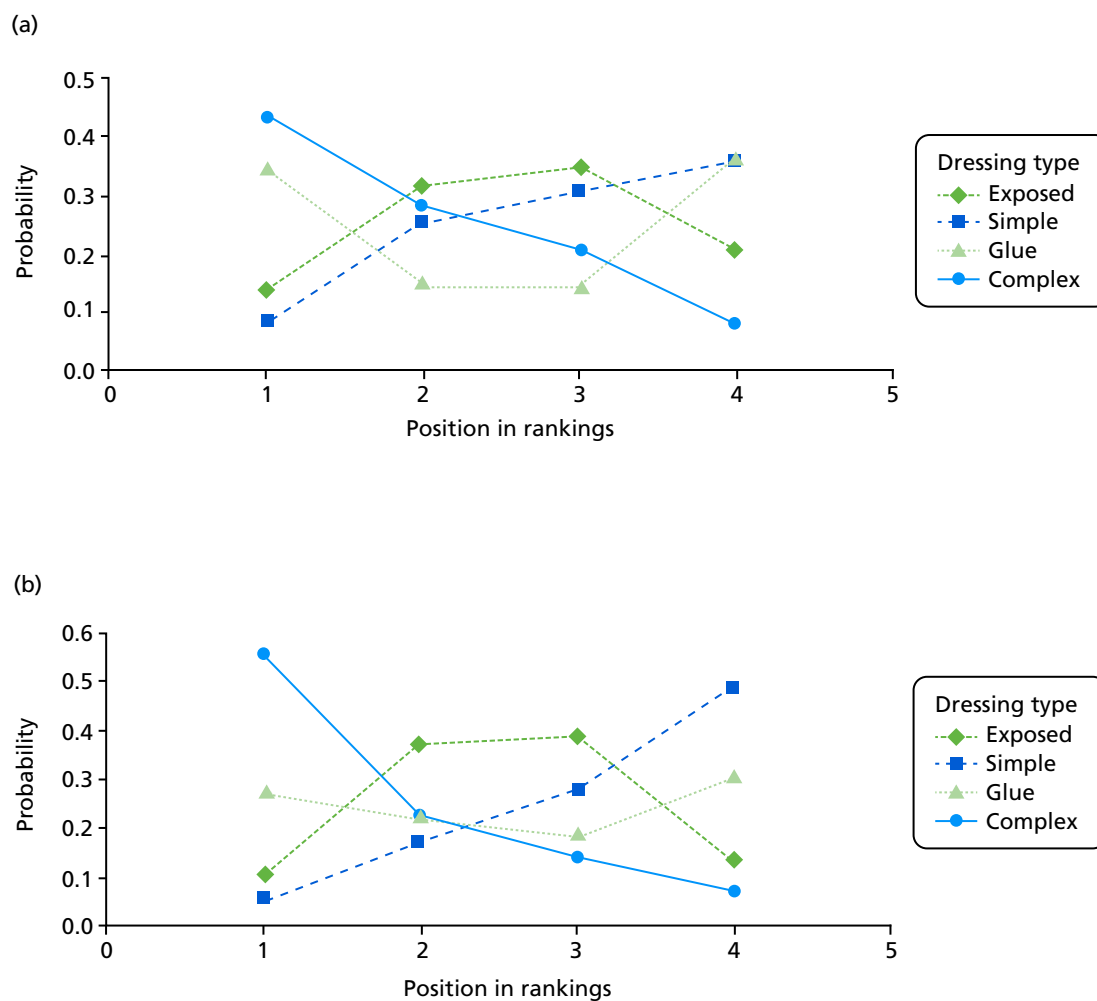 (a)
0.5
0.4
0.3
0.2
0.1
0.0
Probability
0 1 2 3 4 5
Position in rankings
Dressing type
Exposed
Simple
Glue
Complex
(b)
0.6
0.5
0.4
0.3
0.2
0.1
0.0
Probability
0 1 2 3 4 5
Position in rankings
Dressing type
Exposed
Simple
Glue
Complex